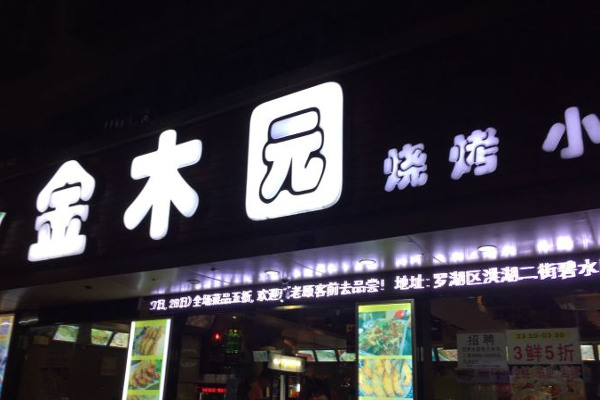 金木园 烧烤 小
7日, 28日)全场菜品五折, 欢迎广老顾客前去品尝! 地址: 罗湖区洪湖二街碧水
招聘
3鲜5折